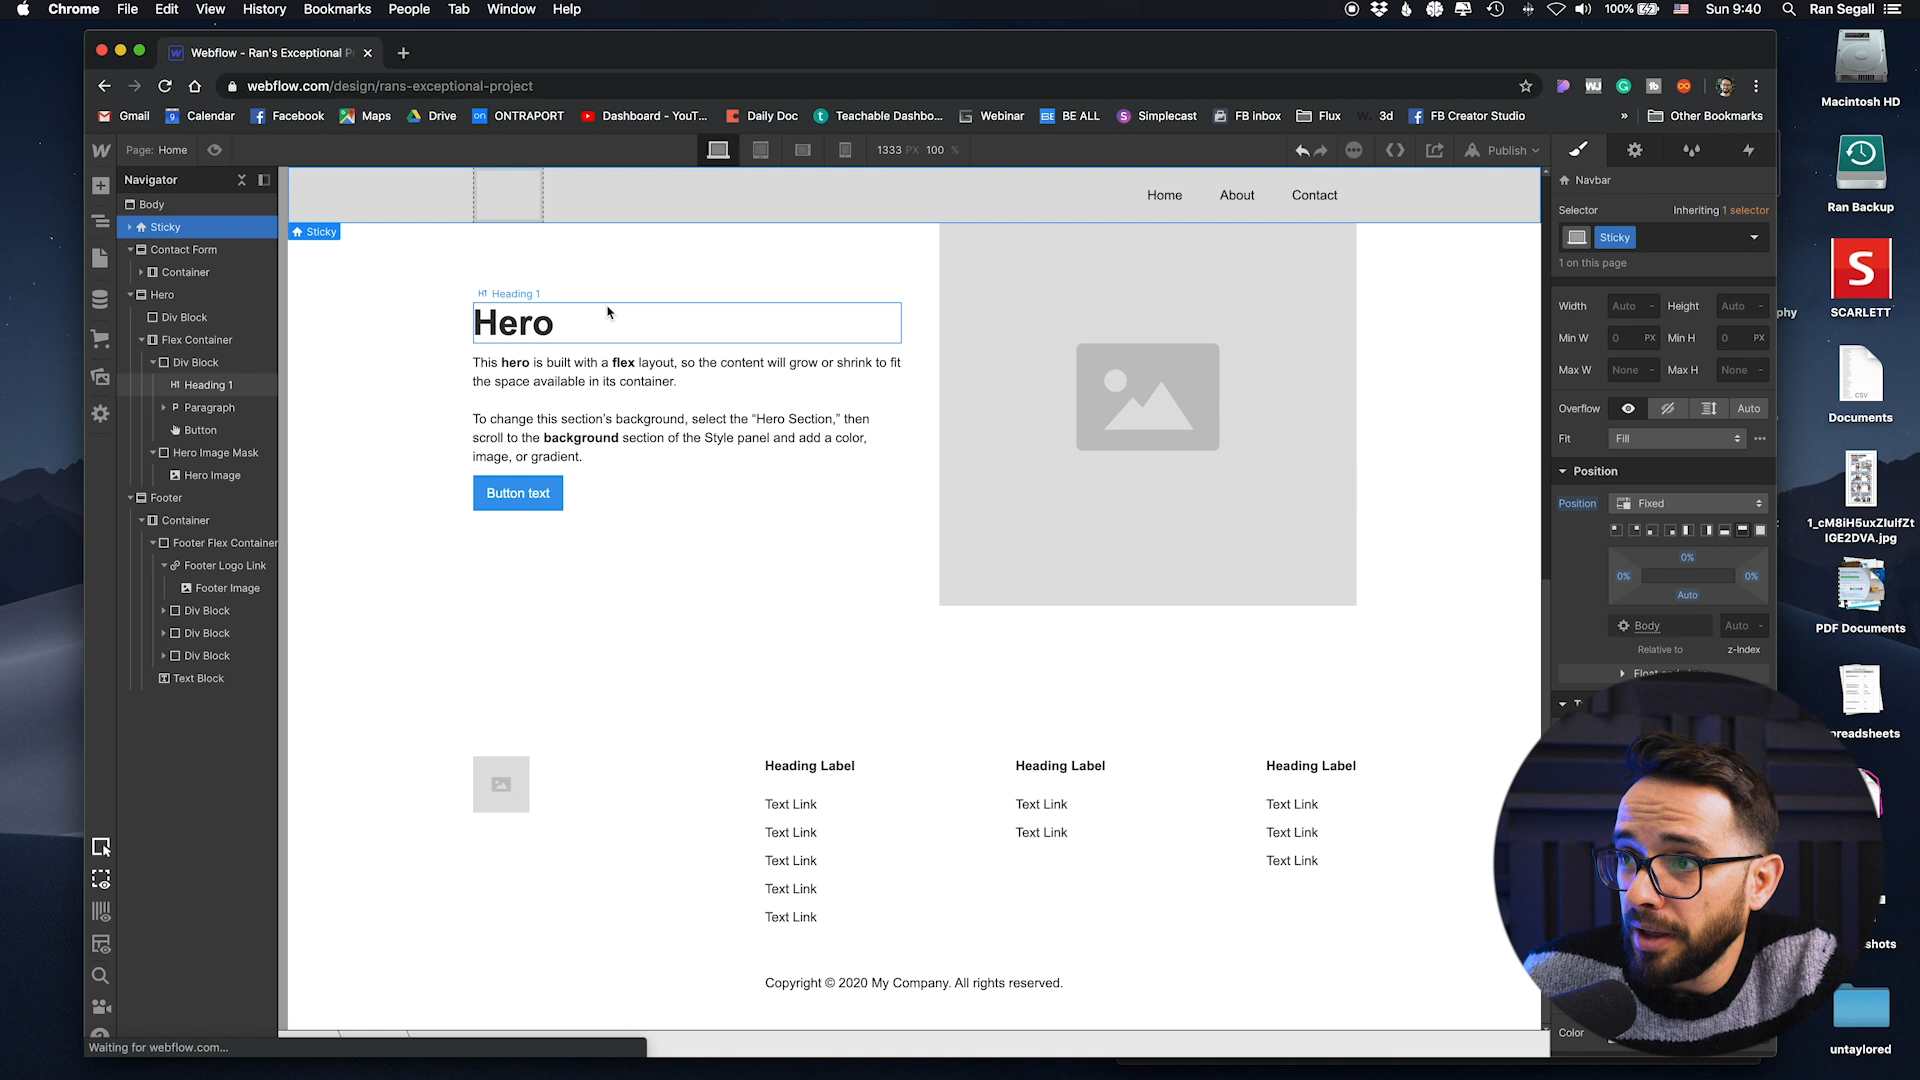 Chrome File Edit View History Bookmarks People Tab Window Help
100% Sun 9:40 Ran Segall
Webflow - Ran's Exceptional P
webflow.com/design/rans-exceptional-project
Gmail Calendar Facebook Maps Drive ONTRAPORT Dashboard - YouT... Daily Doc Teachable Dashbo... Webinar BE ALL Simplecast FB inbox Flux 3d FB Creator Studio » Other Bookmarks
Page: Home 1333 PX 100 % Publish
Navigator
Body
Sticky
Contact Form
Container
Hero
Div Block
Flex Container
Div Block
H1 Heading 1
P Paragraph
Button
Hero Image Mask
Hero Image
Footer
Container
Footer Flex Container
Footer Logo Link
Footer Image
Div Block
Div Block
Div Block
Text Block
Home About Contact
Sticky
H1 Heading 1
Hero
This hero is built with a flex layout, so the content will grow or shrink to fit
the space available in its container.
To change this section's background, select the “Hero Section,” then
scroll to the background section of the Style panel and add a color,
image, or gradient.
Button text
Heading Label
Text Link
Text Link
Text Link
Text Link
Text Link
Heading Label
Text Link
Text Link
Heading Label
Text Link
Text Link
Text Link
Copyright © 2020 My Company. All rights reserved.
Waiting for webflow.com...
Navbar
Selector Inheriting 1 selector
Sticky
1 on this page
Width Auto - Height Auto -
Min W 0 PX Min H 0 PX
Max W None - Max H None -
Overflow Auto
Fit Fill
Position
Position Fixed
0%
0% 0%
Auto
Body Auto -
Relative to z-Index
Color
Macintosh HD
Ran Backup
SCARLETT
Documents
1_cM8iH5uxZIulfZt
IGE2DVA.jpg
PDF Documents
untaylored